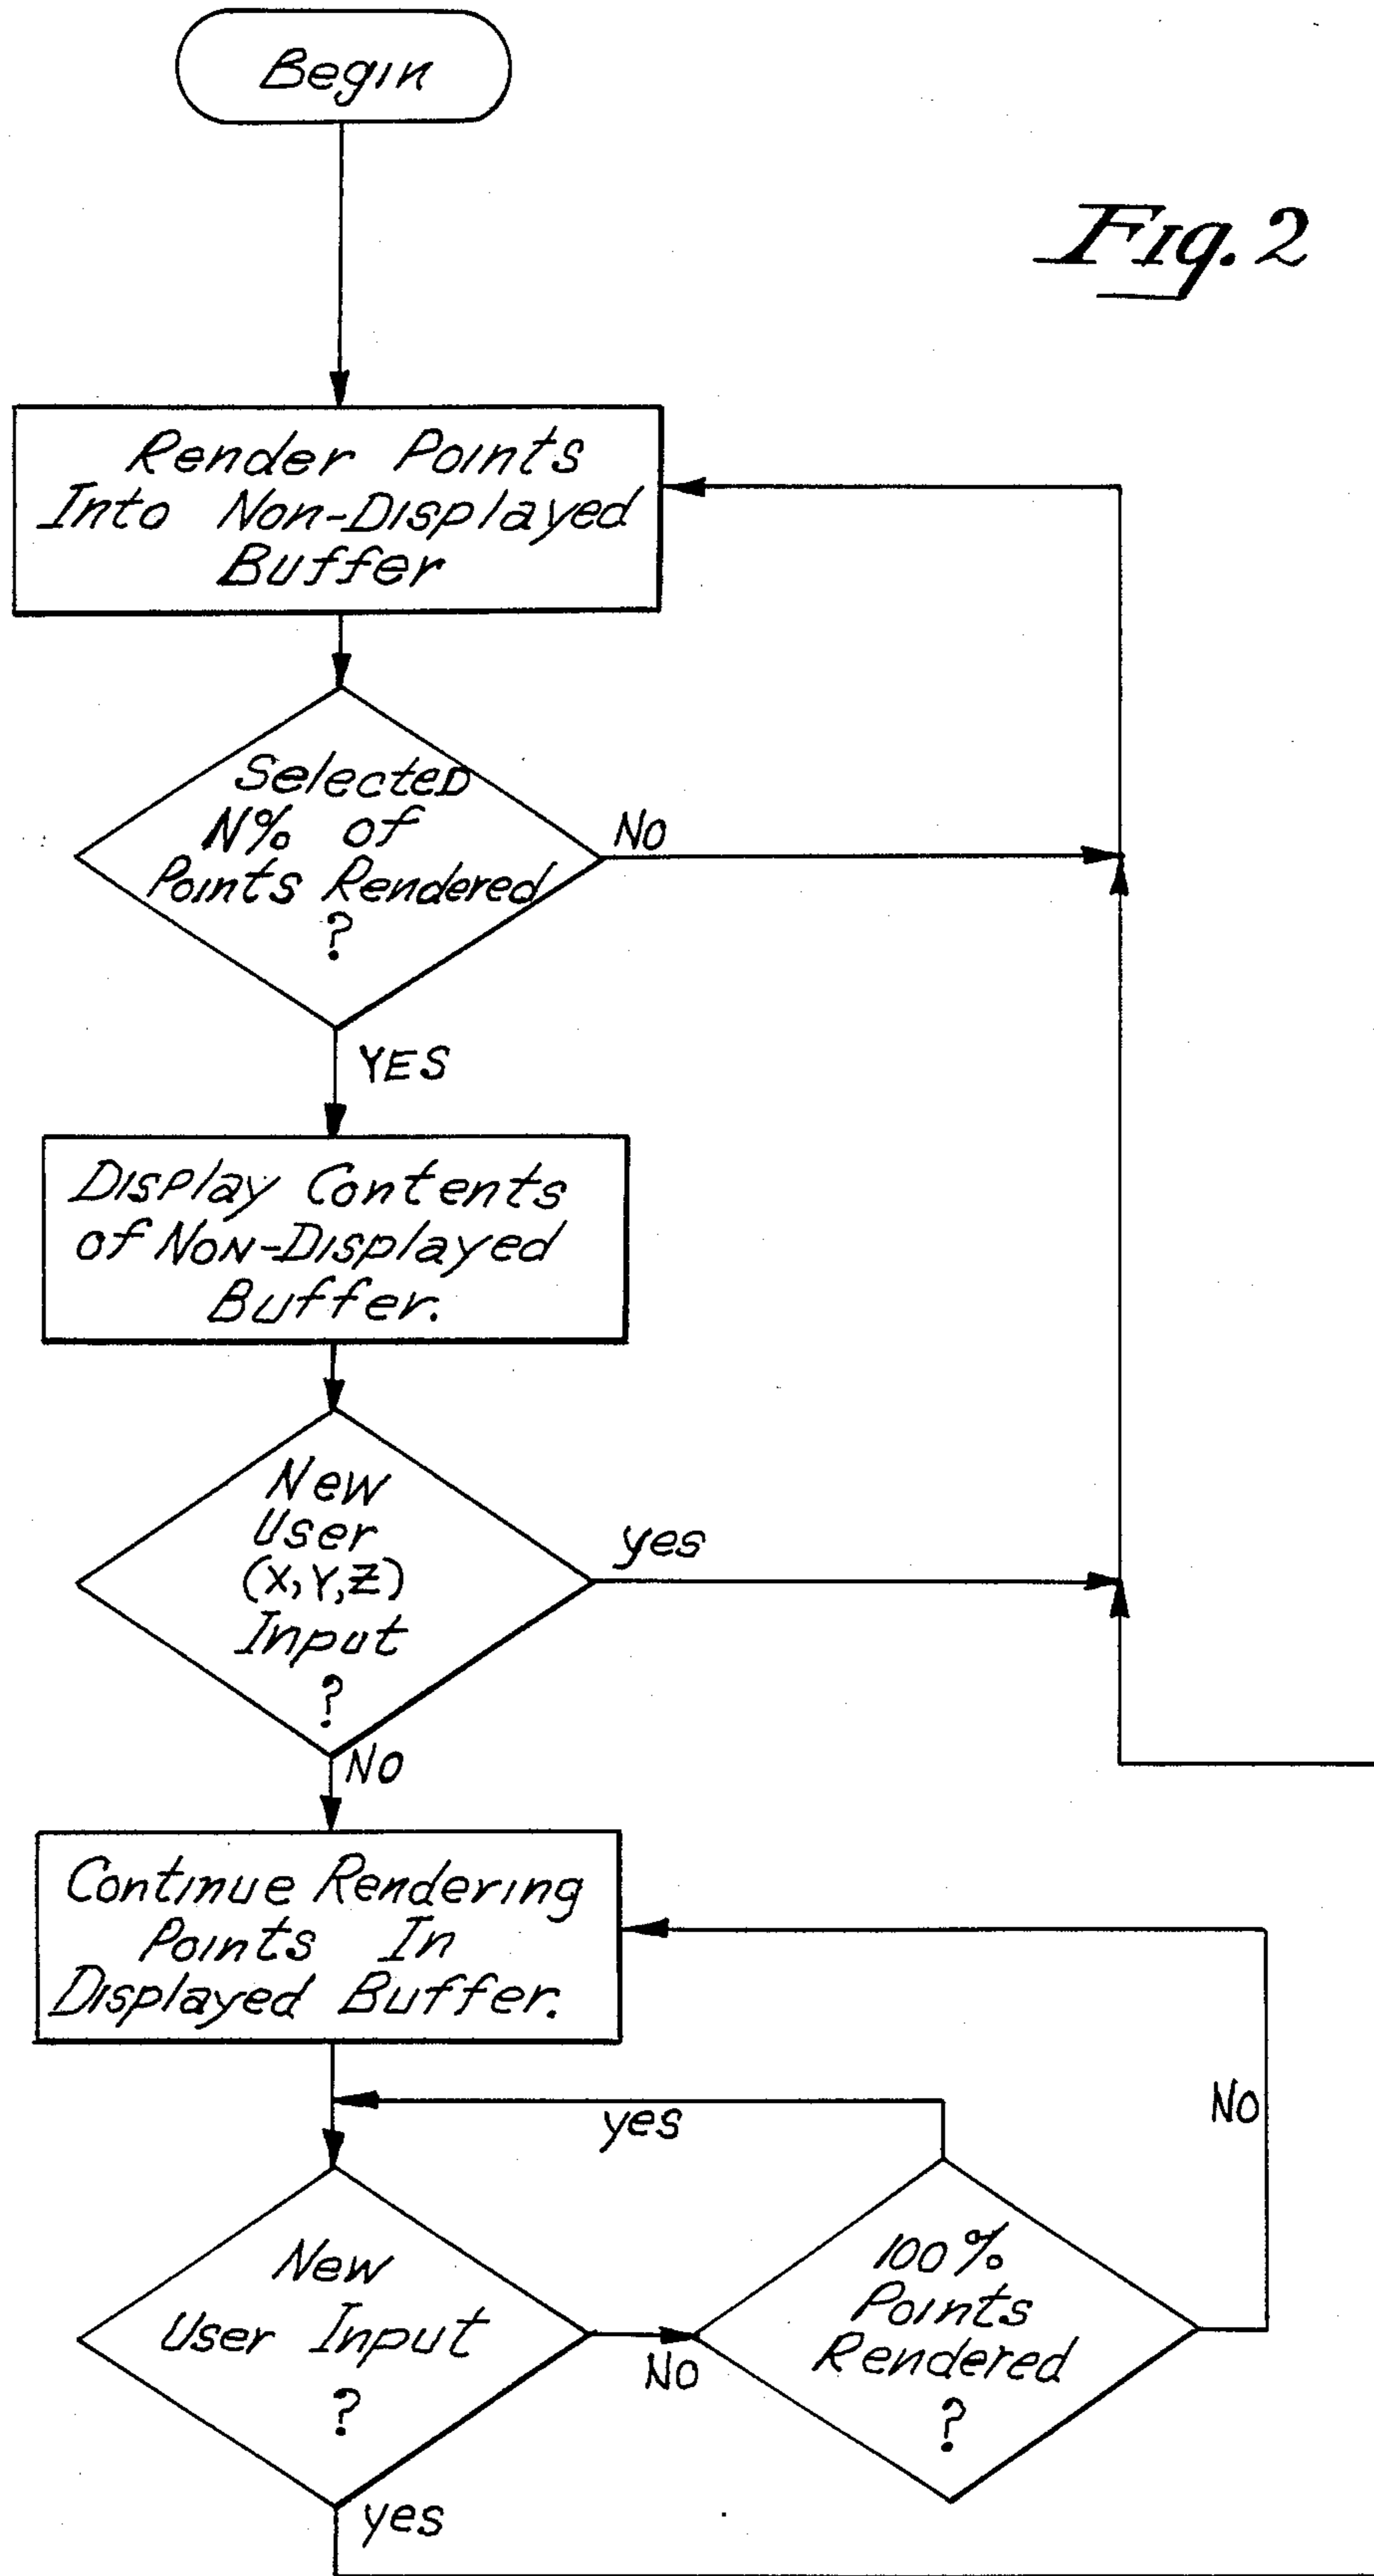 Begin
Fig. 2
Render Points
Into Non-Displayed
Buffer
Selected
N% of
Points Rendered
?
NO
YES
Display Contents
of Non-Displayed
Buffer.
New
User
(X,Y,Z)
Input
?
yes
NO
Continue Rendering
Points In
Displayed Buffer.
yes
NO
New
User Input
?
NO
100%
Points
Rendered
?
yes